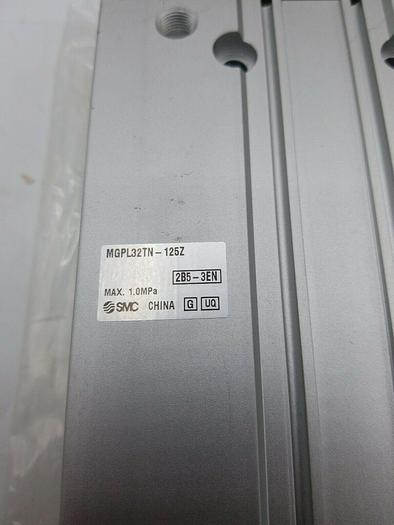 MGPL32TN-125Z
2B5-3EN
MAX. 1.0MPa
SMC CHINA G UQ